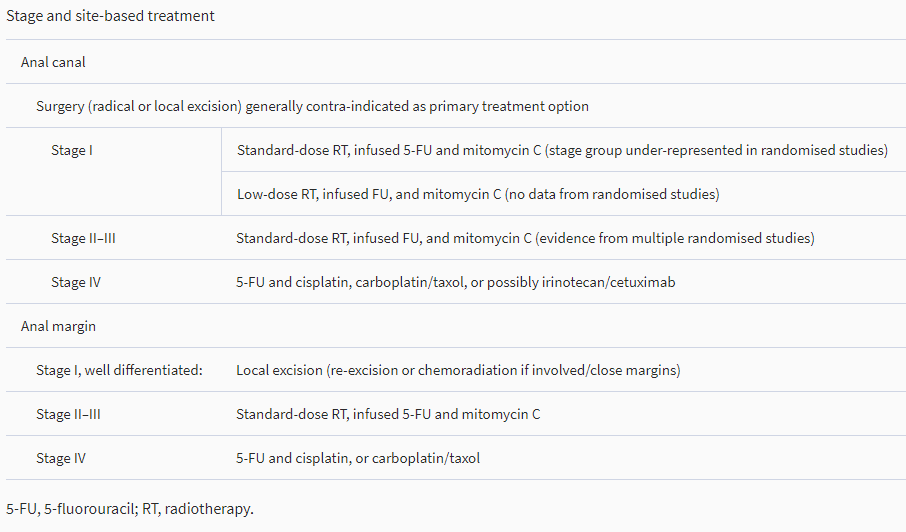 Stage and site-based treatment
Anal canal
Surgery (radical or local excision) generally contra-indicated as primary treatment option
Stage I
Standard-dose RT, infused 5-FU and mitomycin C (stage group under-represented in randomised studies)
Low-dose RT, infused FU, and mitomycin C (no data from randomised studies)
Stage II–III
Standard-dose RT, infused FU, and mitomycin C (evidence from multiple randomised studies)
Stage IV
5-FU and cisplatin, carboplatin/taxol, or possibly irinotecan/cetuximab
Anal margin
Stage I, well differentiated:
Local excision (re-excision or chemoradiation if involved/close margins)
Stage II–III
Standard-dose RT, infused 5-FU and mitomycin C
Stage IV
5-FU and cisplatin, or carboplatin/taxol
5-FU, 5-fluorouracil; RT, radiotherapy.